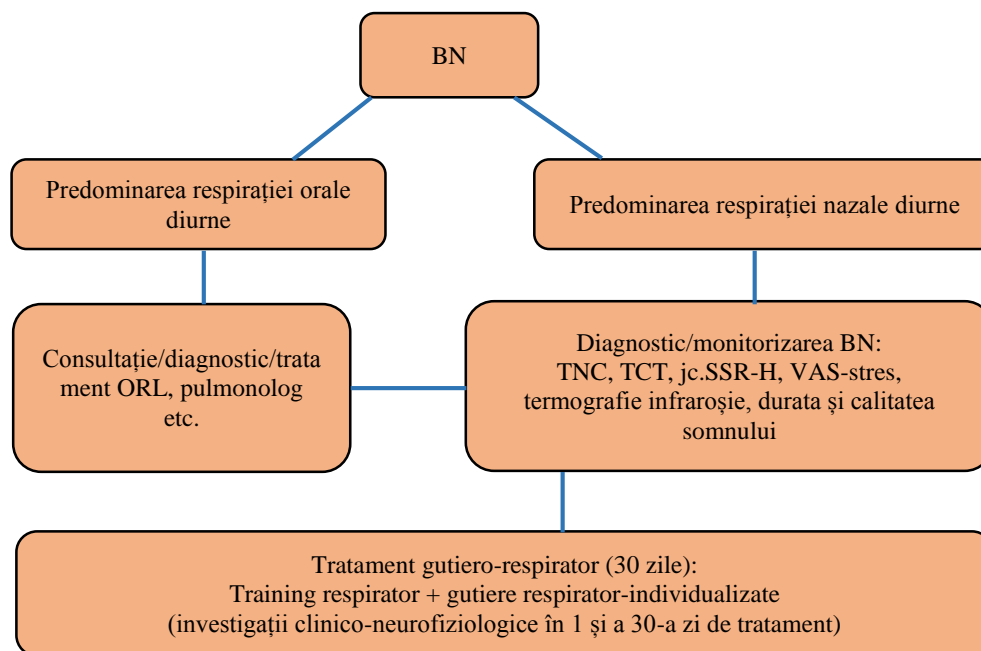 BN
Predominarea respirației orale
diurne
Predominarea respirației nazale diurne
Consultație/diagnostic/trata
ment ORL, pulmonolog
etc.
Diagnostic/monitorizarea BN:
TNC, TCT, jc.SSR-H, VAS-stres,
termografie infraroșie, durata și calitatea
somnului
Tratament gutiero-respirator (30 zile):
Training respirator + gutiere respirator-individualizate
(investigații clinico-neurofiziologice în 1 și a 30-a zi de tratament)